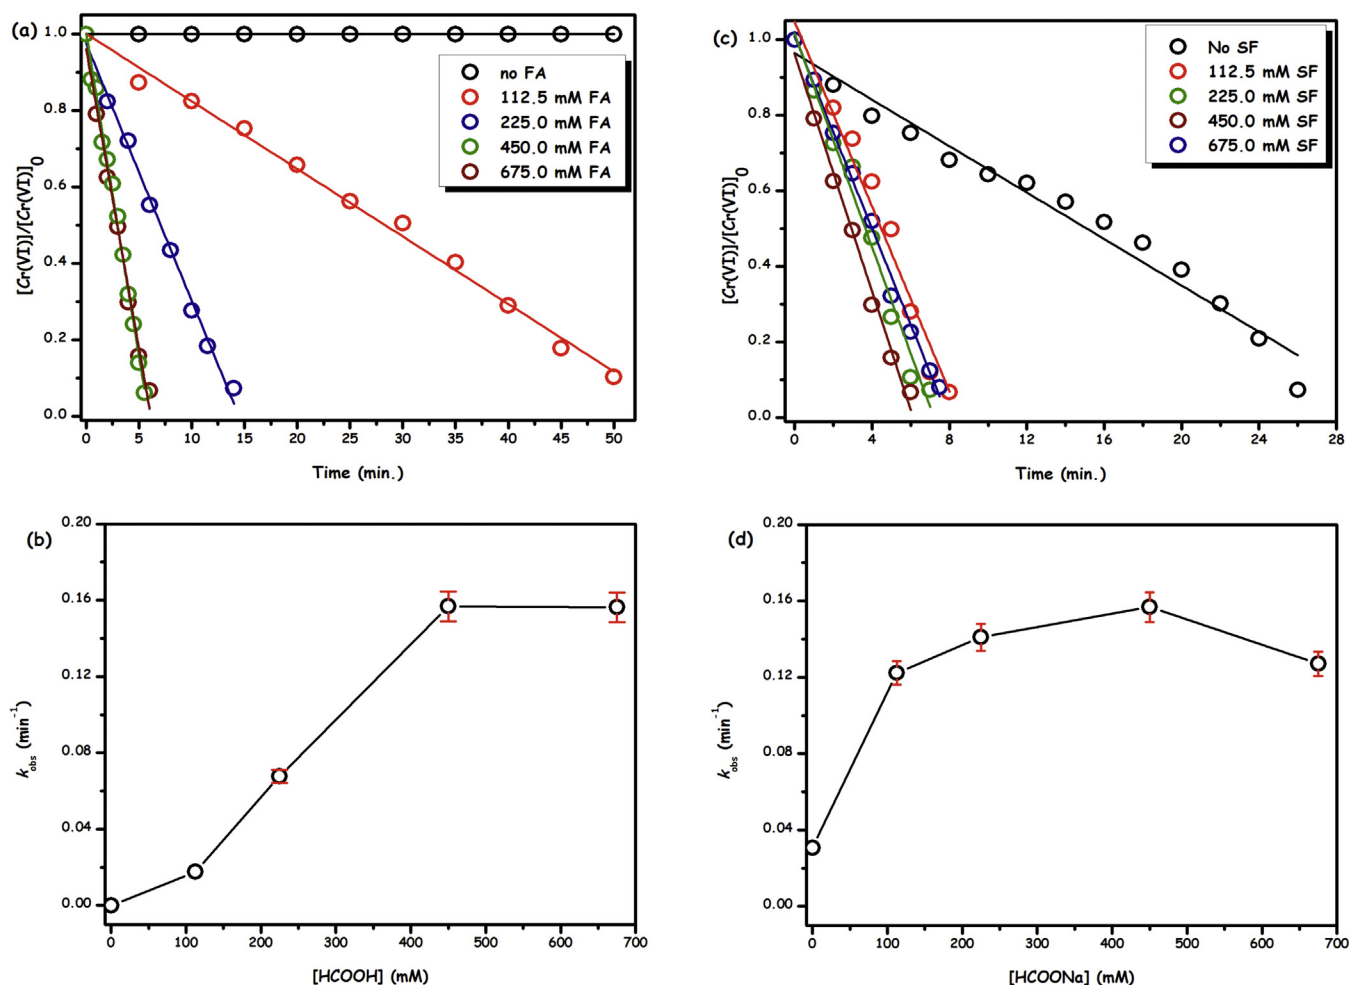 (a)
1.0
0.8
0.6
0.4
0.2
0.0
[Cr(VI)]/[Cr(VI)]0
no FA
112.5 mM FA
225.0 mM FA
450.0 mM FA
675.0 mM FA
0 5 10 15 20 25 30 35 40 45 50
Time (min.)
(c)
1.0
0.8
0.6
0.4
0.2
0.0
[Cr(VI)]/[Cr(VI)]0
No SF
112.5 mM SF
225.0 mM SF
450.0 mM SF
675.0 mM SF
0 4 8 12 16 20 24 28
Time (min.)
(b)
0.20
0.16
0.12
0.08
0.04
0.00
kobs (min-1)
0 100 200 300 400 500 600 700
[HCOOH] (mM)
(d)
0.20
0.16
0.12
0.08
0.04
0.00
kobs (min-1)
0 100 200 300 400 500 600 700
[HCOONa] (mM)